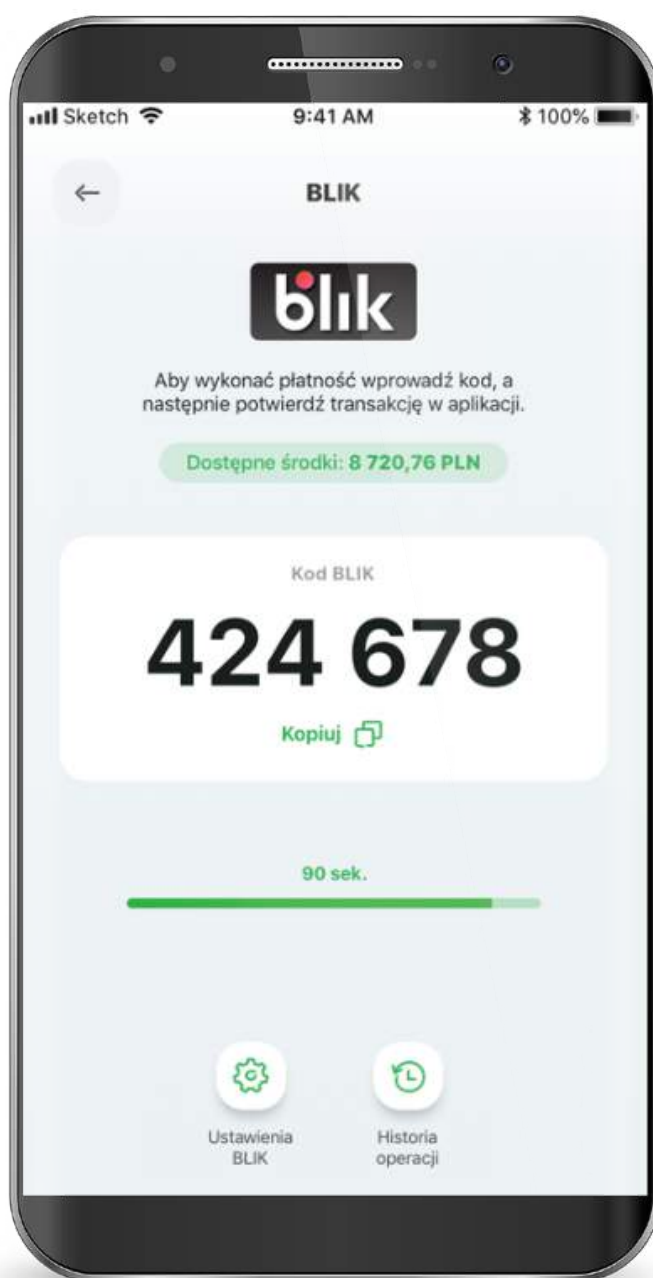 Sketch 9:41 AM 100%
BLIK
blik
Aby wykonać płatność wprowadź kod, a
następnie potwierdź transakcję w aplikacji.
Dostępne środki: 8 720,76 PLN
Kod BLIK
424 678
Kopiuj
90 sek.
Ustawienia
BLIK
Historia
operacji